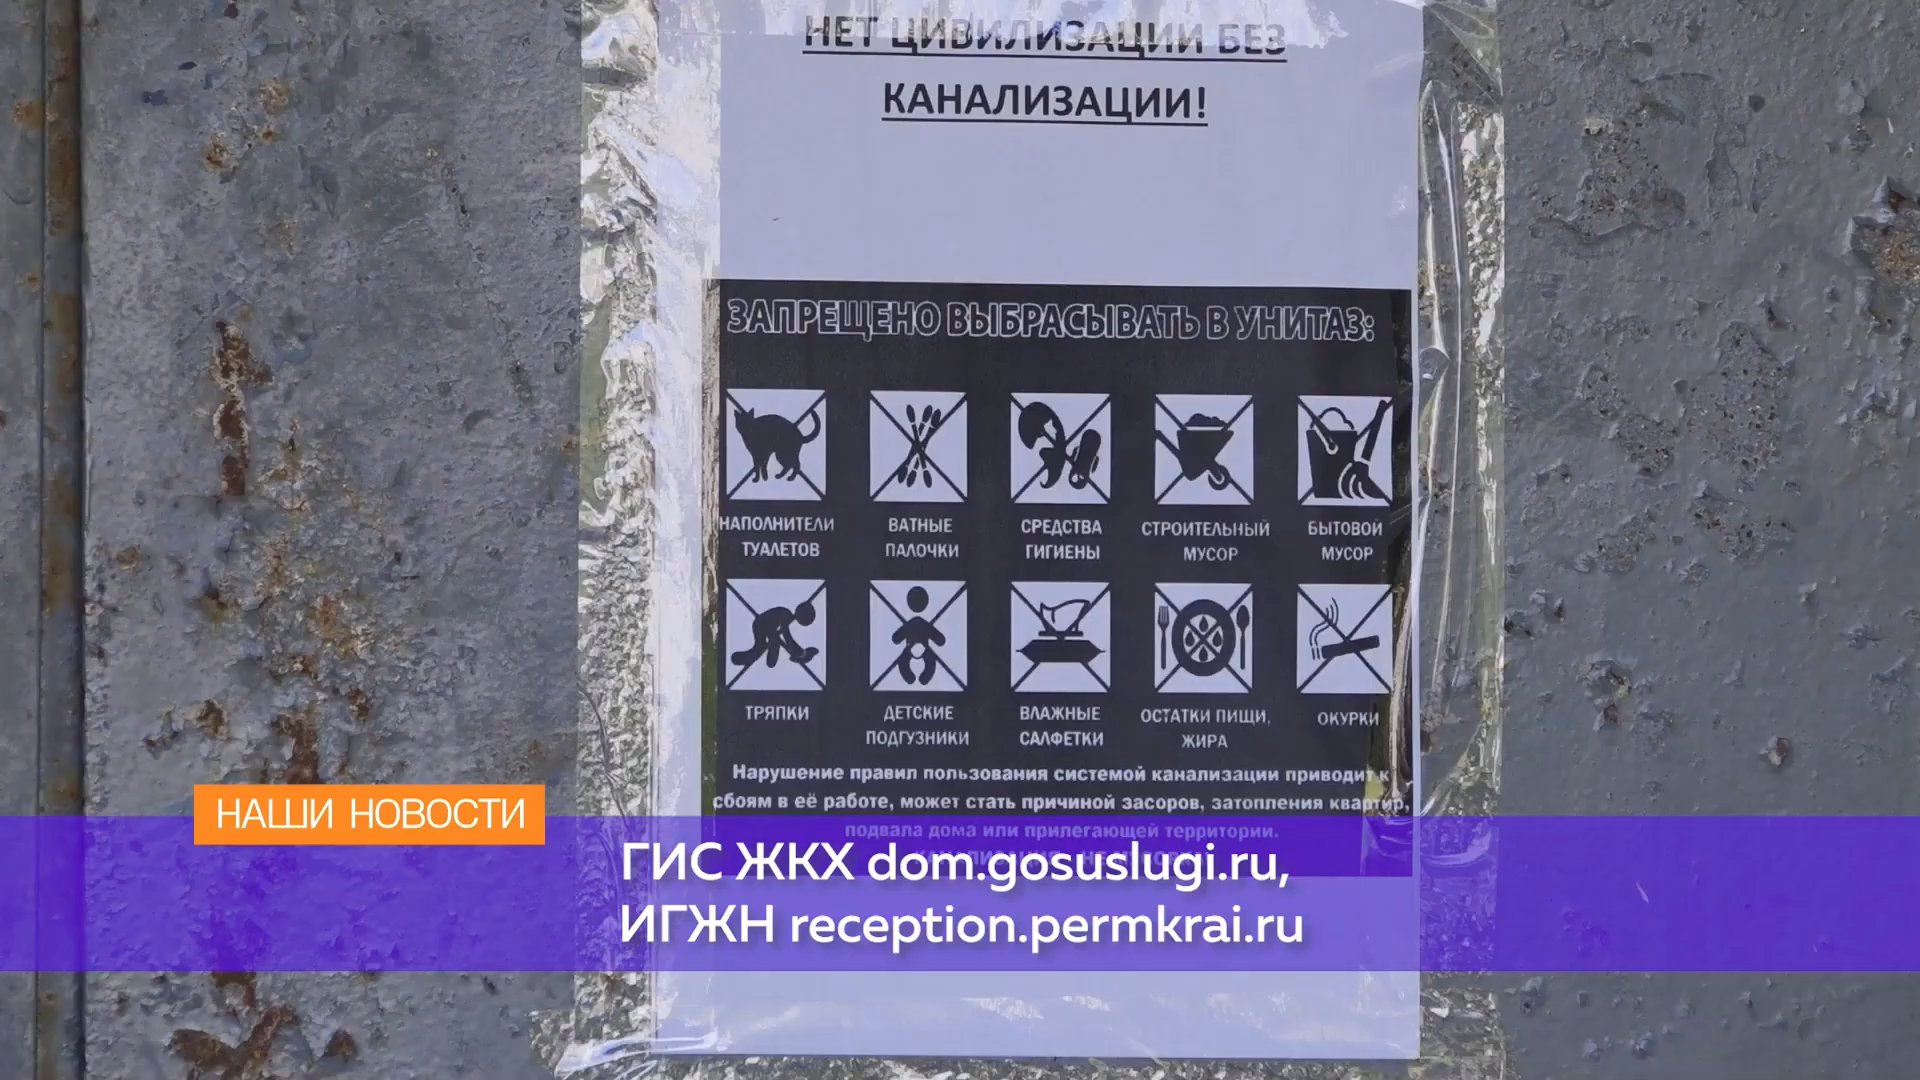 НЕТ ЦИВИЛИЗАЦИИ БЕЗ
КАНАЛИЗАЦИИ!
ЗАПРЕЩЕНО ВЫБРАСЫВАТЬ В УНИТАЗ:
НАПОЛНИТЕЛИ
ТУАЛЕТОВ
ВАТНЫЕ
ПАЛОЧКИ
СРЕДСТВА
ГИГИЕНЫ
СТРОИТЕЛЬНЫЙ
МУСОР
БЫТОВОЙ
МУСОР
ТРЯПКИ
ДЕТСКИЕ
ПОДГУЗНИКИ
ВЛАЖНЫЕ
САЛФЕТКИ
ОСТАТКИ ПИЩИ,
ЖИРА
ОКУРКИ
Нарушение правил пользования системой канализации приводит к
сбоям в её работе, может стать причиной засоров, затопления квартир,
подвала дома или прилегающей территории.
НАШИ НОВОСТИ
ГИС ЖКХ dom.gosuslugi.ru,
ИГЖН reception.permkrai.ru